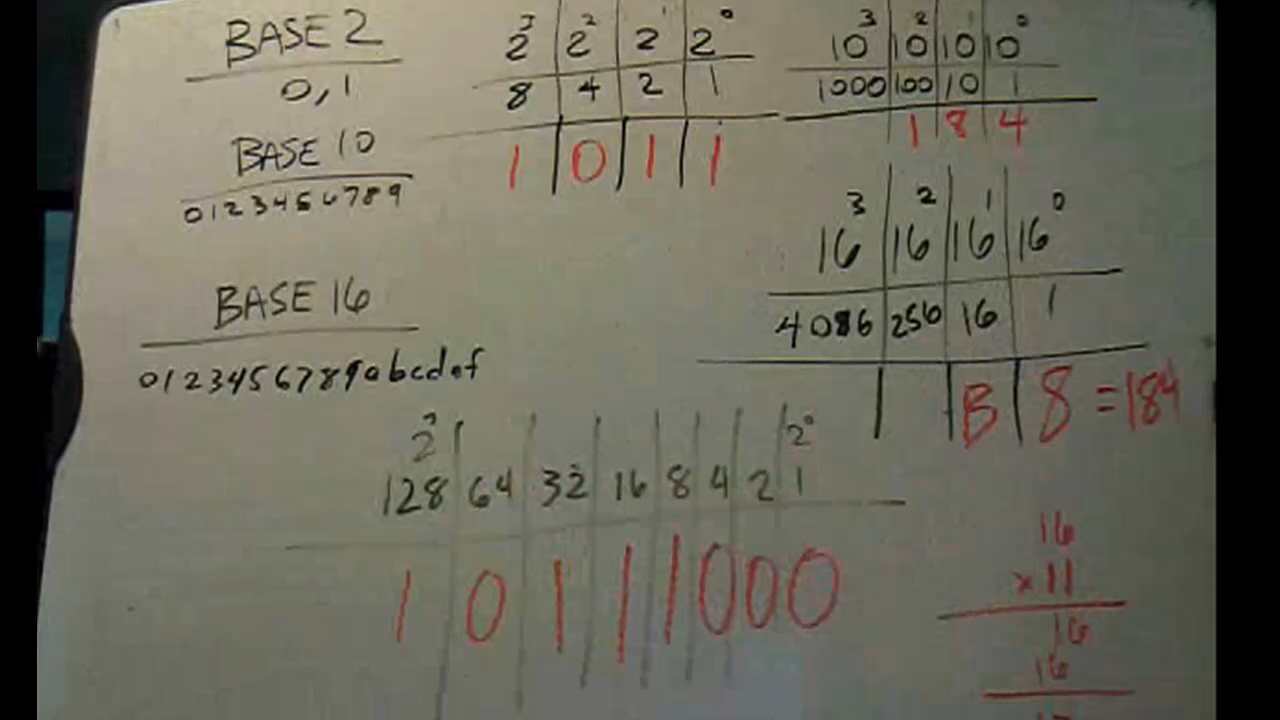 BASE 2
0,1
BASE 10
0123456789
BASE 16
0123456789abcdef
2³ 2² 2¹ 2⁰
8 4 2 1
1 0 1 1
10³ 10² 10¹ 10⁰
1000 100 10 1
1 8 4
16³ 16² 16¹ 16⁰
4086 256 16 1
B 8 = 184
2⁷ 2⁰
128 64 32 16 8 4 2 1
1 0 1 1 1 0 0 0
16
×11
16
16